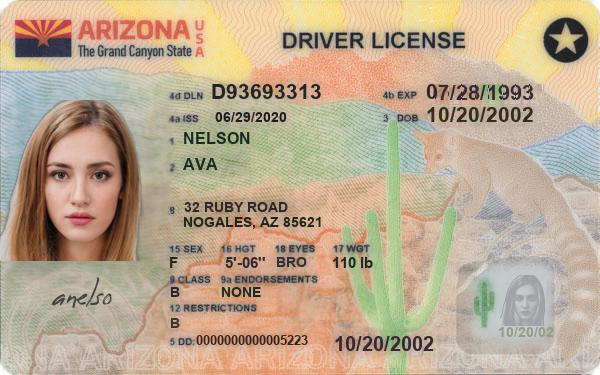 ARIZONA USA
The Grand Canyon State
DRIVER LICENSE
4d DLN D93693313 4b EXP 07/28/1993
4a ISS 06/29/2020 3 DOB 10/20/2002
1 NELSON
2 AVA
8 32 RUBY ROAD
NOGALES, AZ 85621
15 SEX 16 HGT 18 EYES 17 WGT
F 5'-06" BRO 110 lb
9 CLASS 9a ENDORSEMENTS
B NONE
12 RESTRICTIONS
B
anelso
5 DD: 0000000000005223 10/20/2002
10/20/02
ARIZONA ARIZONA ARIZONA ARIZONA